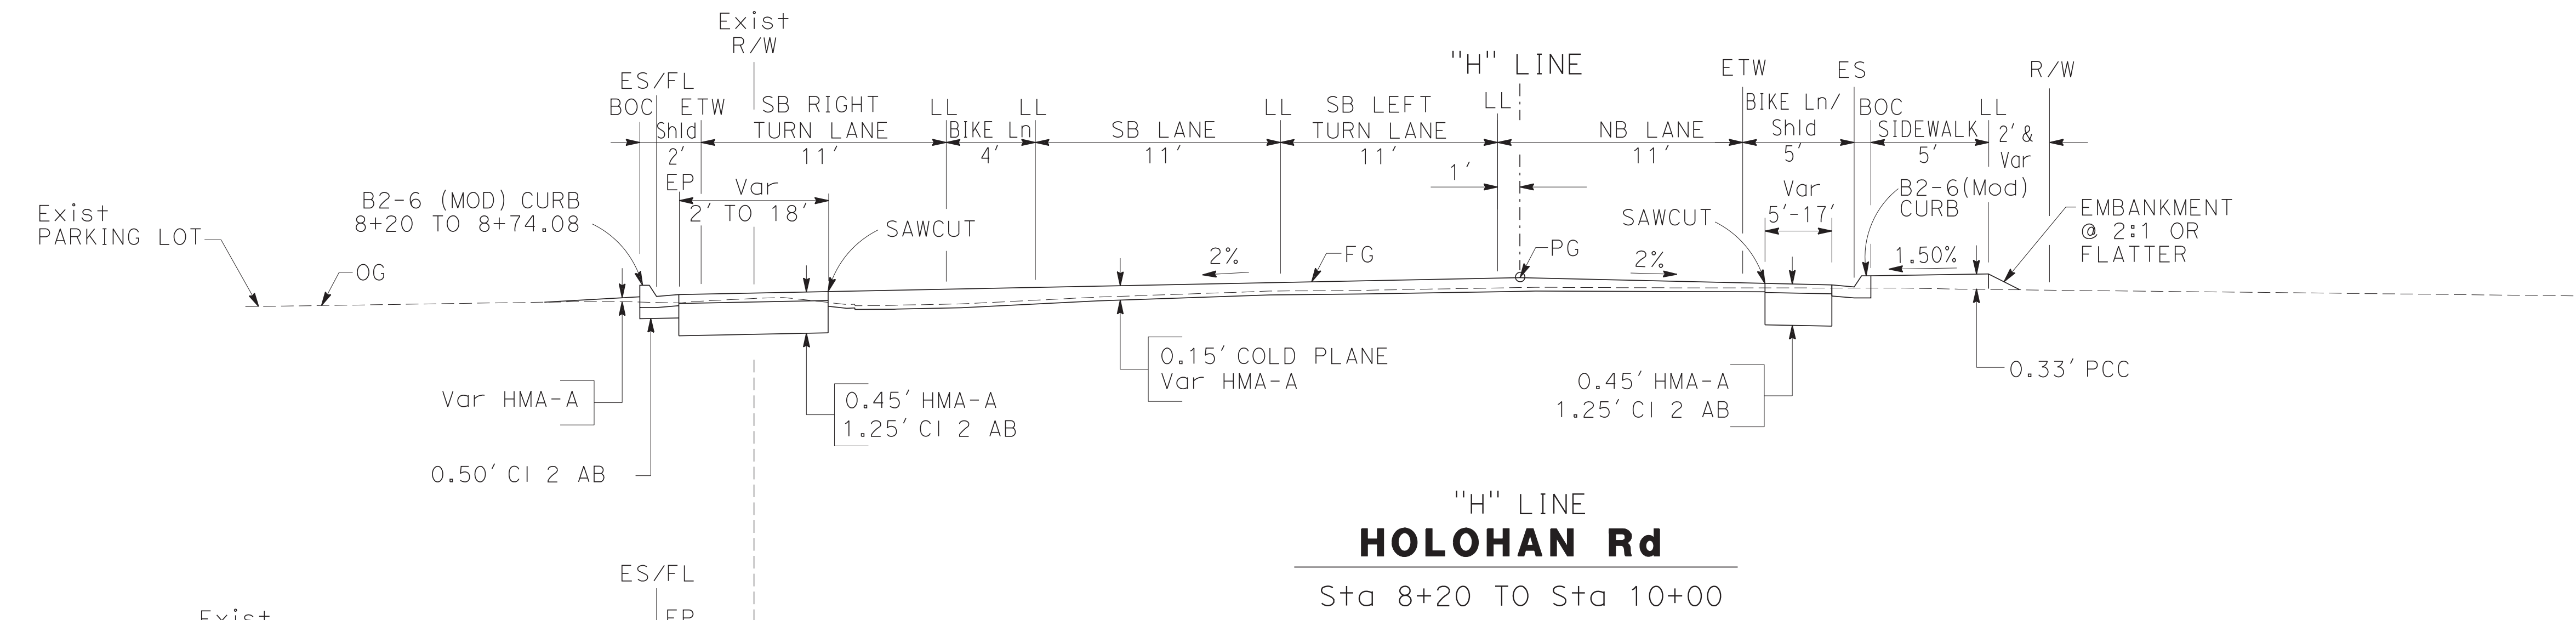 Exist
R/W
"H" LINE
ES/FL
BOC
ETW
SB RIGHT
TURN LANE
LL
LL
BIKE Ln
SB LANE
LL
SB LEFT
TURN LANE
LL
NB LANE
ETW
BIKE Ln/
Shld
ES
BOC
SIDEWALK
LL
R/W
2' &
Var
Shld
2'
11'
4'
11'
11'
11'
5'
5'
EP
Var
2' TO 18'
1'
Var
5'-17'
B2-6 (MOD) CURB
8+20 TO 8+74.08
Exist
PARKING LOT
OG
SAWCUT
2%
FG
PG
2%
SAWCUT
B2-6(Mod)
CURB
1.50%
EMBANKMENT
@ 2:1 OR
FLATTER
Var HMA-A
0.50' Cl 2 AB
0.45' HMA-A
1.25' Cl 2 AB
0.15' COLD PLANE
Var HMA-A
0.45' HMA-A
1.25' Cl 2 AB
0.33' PCC
"H" LINE
HOLOHAN Rd
Sta 8+20 TO Sta 10+00
ES/FL
EP
Exist